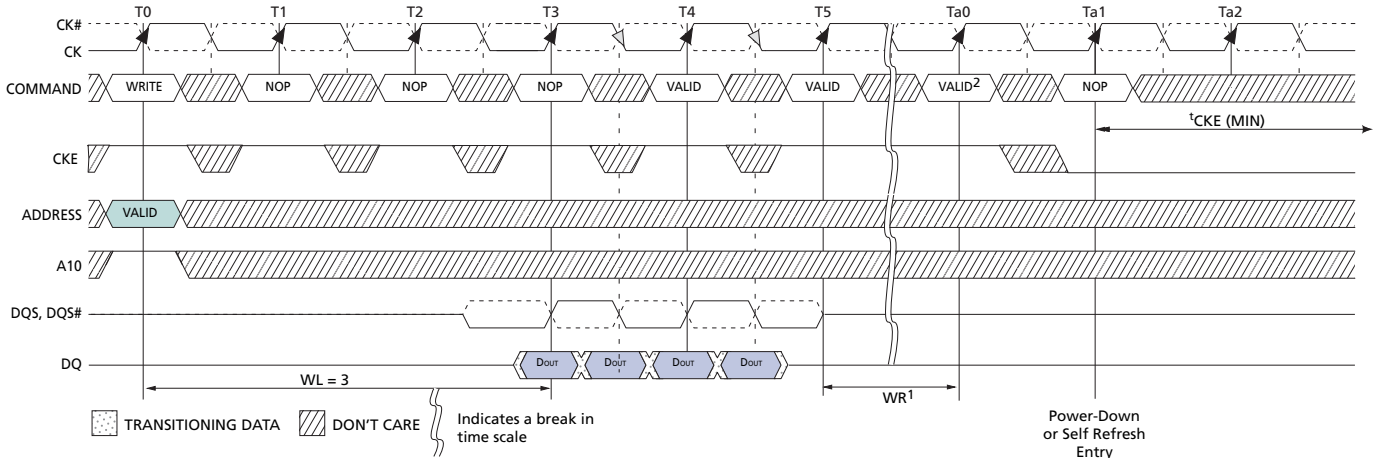 T0 T1 T2 T3 T4 T5 Ta0 Ta1 Ta2
CK#
CK
COMMAND WRITE NOP NOP NOP VALID VALID VALID2 NOP
tCKE (MIN)
CKE
ADDRESS VALID
A10
DQS, DQS#
DQ DOUT DOUT DOUT DOUT
WL = 3
WR1
TRANSITIONING DATA DON'T CARE Indicates a break in
time scale
Power-Down
or Self Refresh
Entry